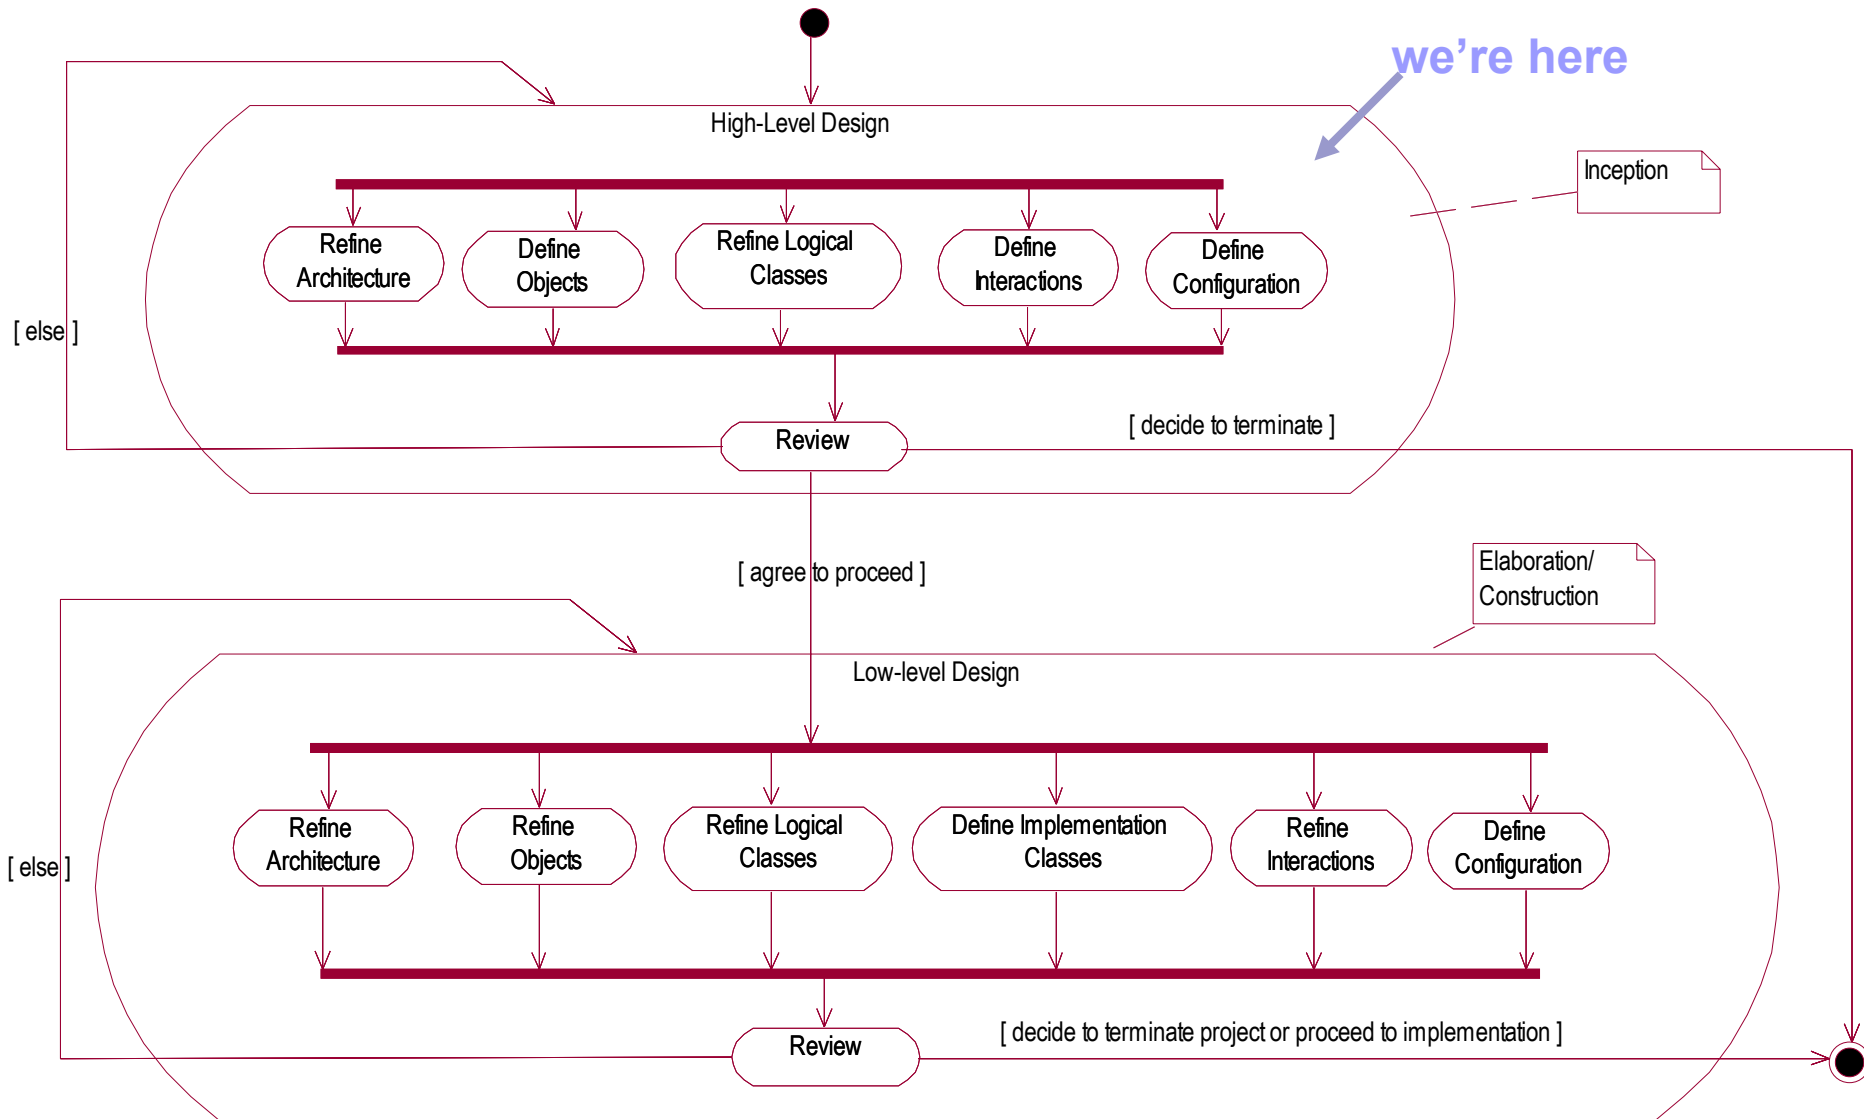 we're here
High-Level Design
Inception
Refine
Architecture
Define
Objects
Refine Logical
Classes
Define
Interactions
Define
Configuration
[ else ]
[ decide to terminate ]
Review
[ agree to proceed ]
Elaboration/
Construction
Low-level Design
Refine
Architecture
Refine
Objects
Refine Logical
Classes
Define Implementation
Classes
Refine
Interactions
Define
Configuration
[ else ]
[ decide to terminate project or proceed to implementation ]
Review